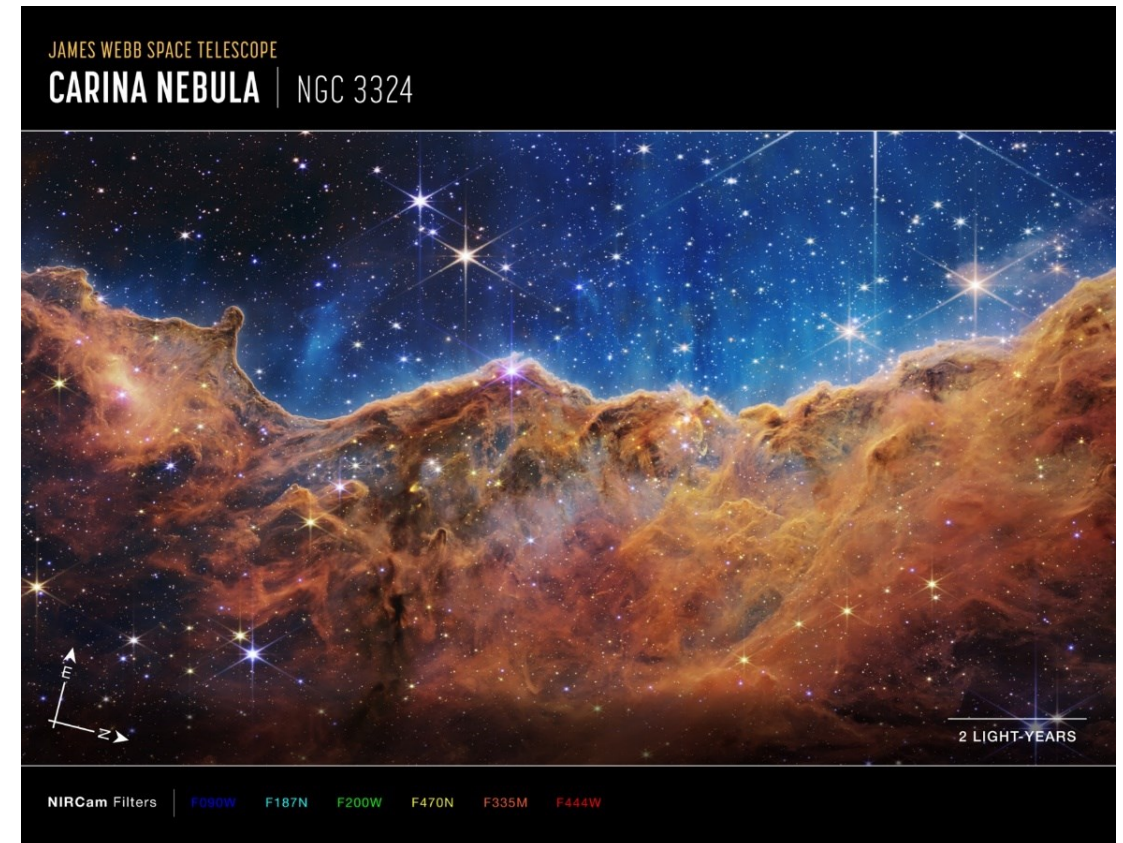 JAMES WEBB SPACE TELESCOPE
CARINA NEBULA | NGC 3324
E
N
2 LIGHT-YEARS
NIRCam Filters | F090W F187N F200W F470N F335M F444W